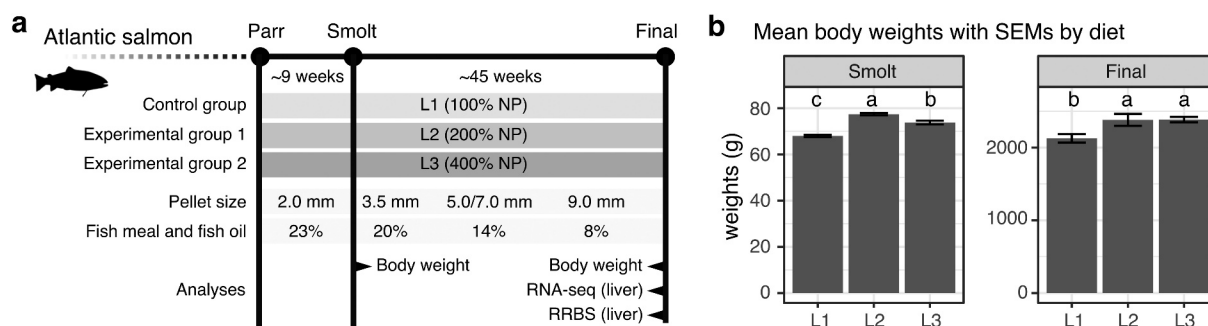 a
Atlantic salmon
Parr Smolt Final
~9 weeks ~45 weeks
Control group L1 (100% NP)
Experimental group 1 L2 (200% NP)
Experimental group 2 L3 (400% NP)
Pellet size 2.0 mm 3.5 mm 5.0/7.0 mm 9.0 mm
Fish meal and fish oil 23% 20% 14% 8%
Analyses
Body weight Body weight
RNA-seq (liver)
RRBS (liver)
b Mean body weights with SEMs by diet
Smolt Final
c a b b a a
weights (g)
80
60
40
20
0
2000
1000
0
L1 L2 L3 L1 L2 L3